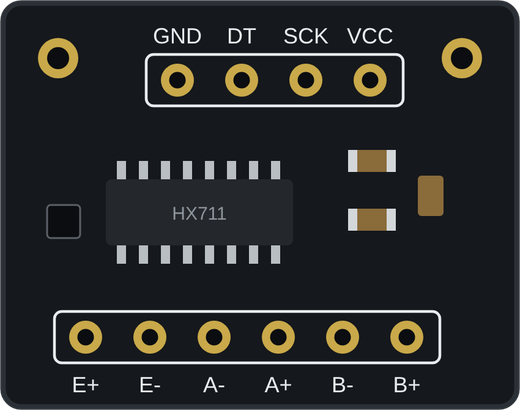 GND DT SCK VCC
HX711
E+ E- A- A+ B- B+